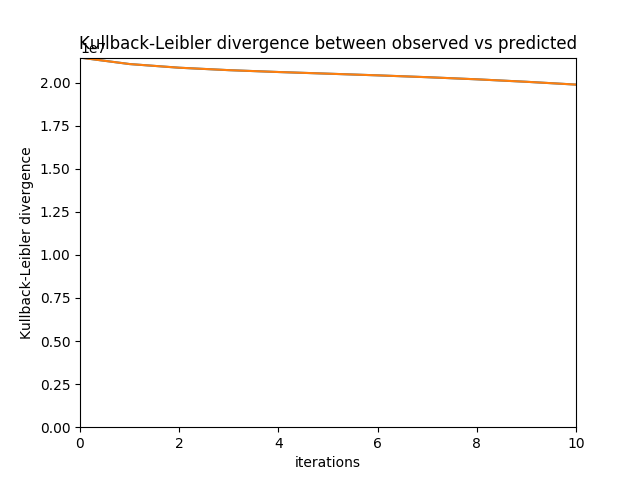 Kullback-Leibler divergence between observed vs predicted
1e7
2.00
1.75
1.50
1.25
1.00
0.75
0.50
0.25
0.00
Kullback-Leibler divergence
0 2 4 6 8 10
iterations